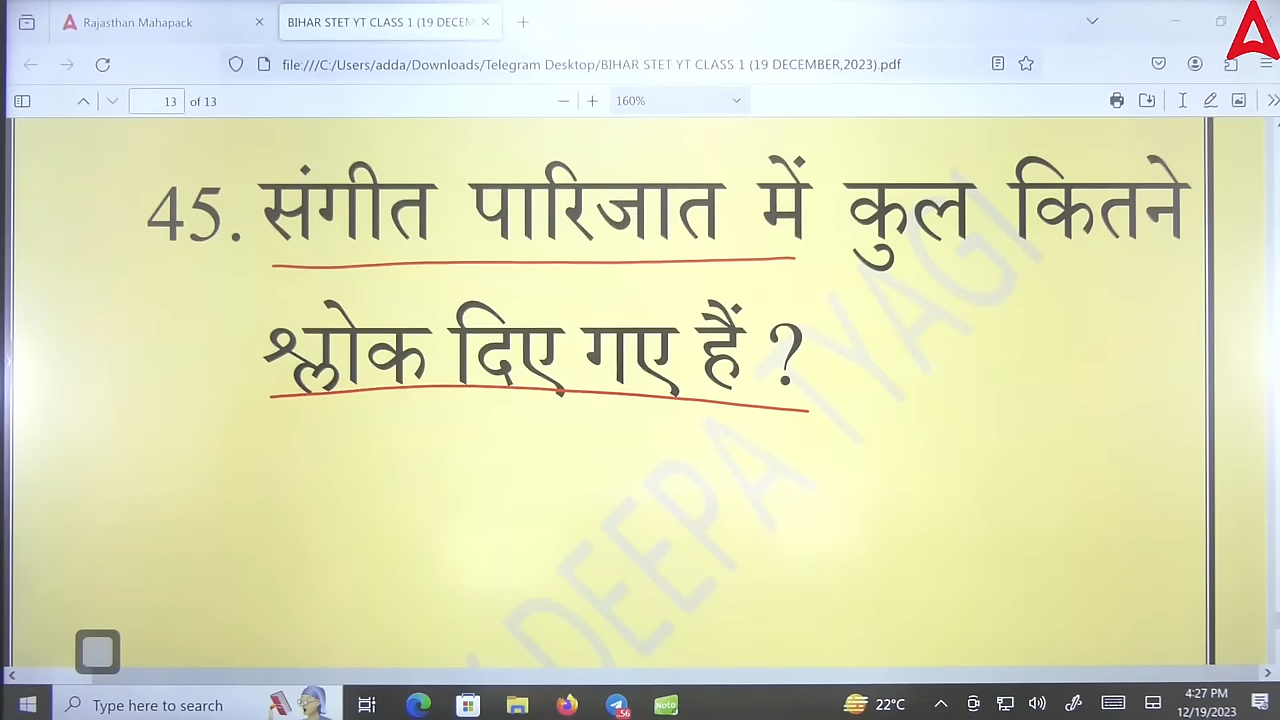 Rajasthan Mahapack
BIHAR STET YT CLASS 1 (19 DECEM
file:///C:/Users/adda/Downloads/Telegram Desktop/BIHAR STET YT CLASS 1 (19 DECEMBER,2023).pdf
13 of 13
160%
45. संगीत पारिजात में कुल कितने
श्लोक दिए गए हैं ?
DEEPA TYAGI
Type here to search
.56
Note
22°C
4:27 PM
12/19/2023